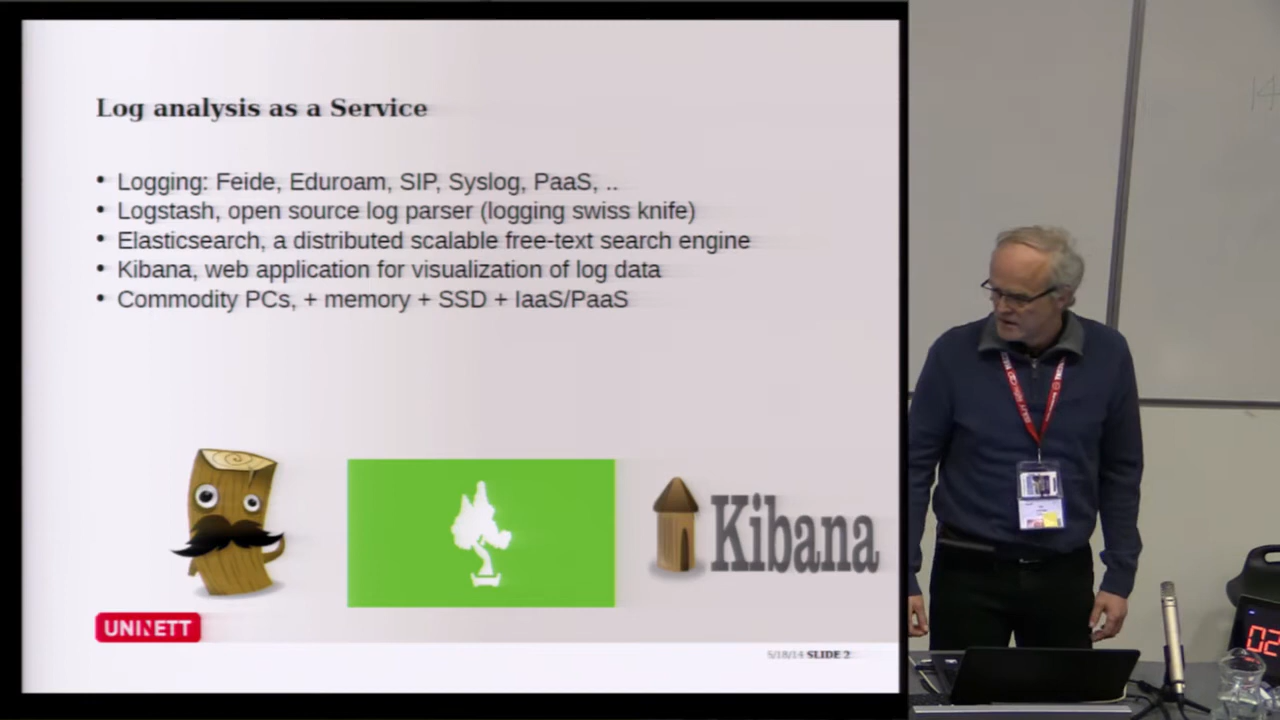 Log analysis as a Service
• Logging: Feide, Eduroam, SIP, Syslog, PaaS, ..
• Logstash, open source log parser (logging swiss knife)
• Elasticsearch, a distributed scalable free-text search engine
• Kibana, web application for visualization of log data
• Commodity PCs, + memory + SSD + IaaS/PaaS
Kibana
UNINETT
5/18/14 SLIDE 2
02